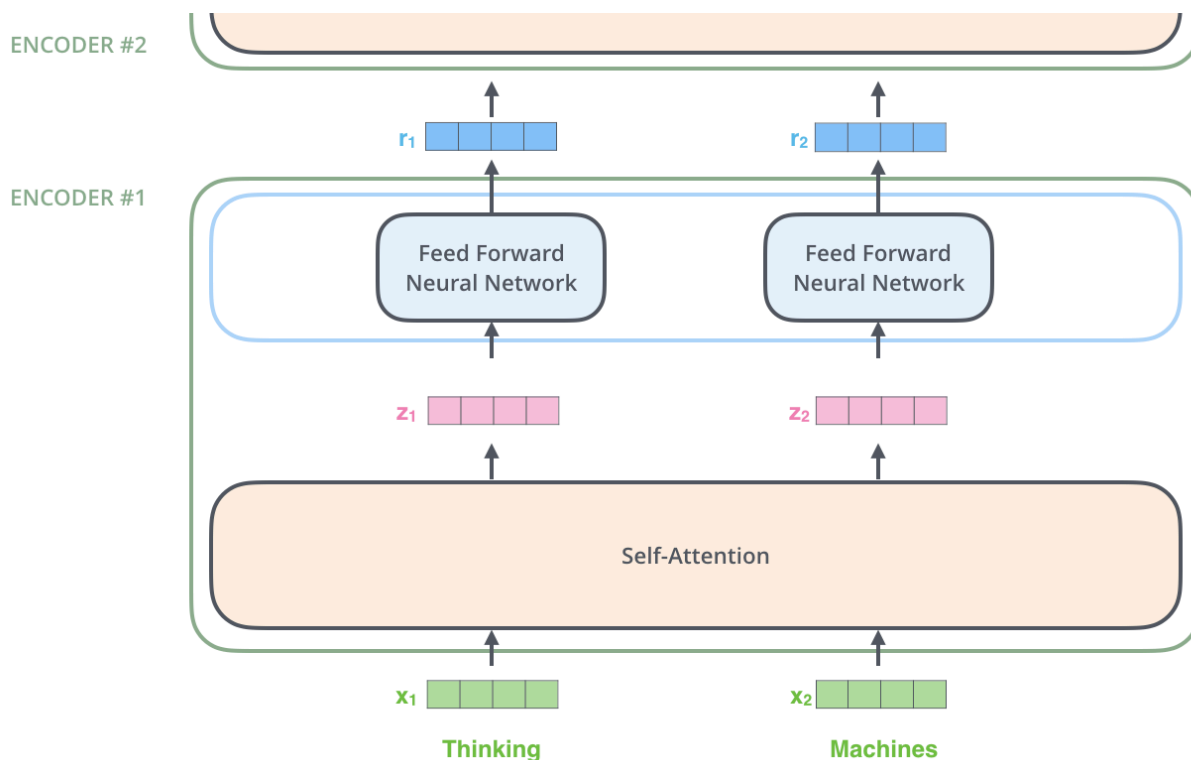 ENCODER #2
r₁
r₂
ENCODER #1
Feed Forward
Neural Network
Feed Forward
Neural Network
z₁
z₂
Self-Attention
x₁
x₂
Thinking
Machines